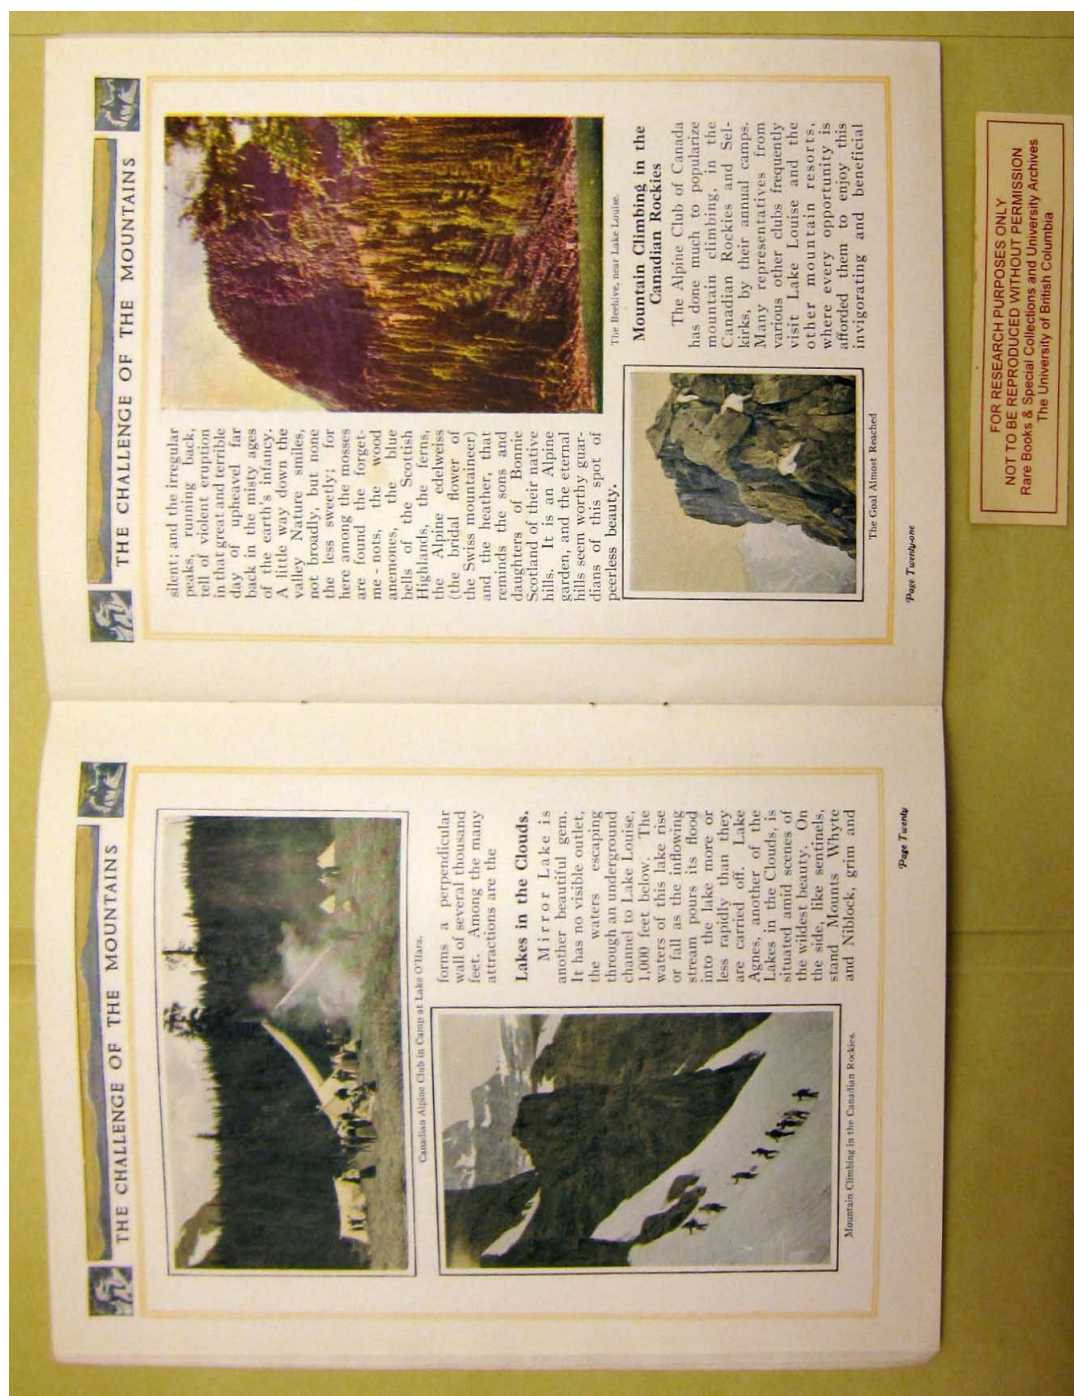 THE CHALLENGE OF THE MOUNTAINS
Canadian Alpine Club in Camp at Lake O'Hara.
Mountain Climbing in the Canadian Rockies.
forms a perpendicular
wall of several thousand
feet. Among the many
attractions are the
Lakes in the Clouds.
Mirror Lake is
another beautiful gem.
It has no visible outlet,
the waters escaping
through an underground
channel to Lake Louise,
1,000 feet below. The
waters of this lake rise
or fall as the inflowing
stream pours its flood
into the lake more or
less rapidly than they
are carried off. Lake
Agnes, another of the
Lakes in the Clouds, is
situated amid scenes of
the wildest beauty. On
the side, like sentinels,
stand Mounts Whyte
and Niblock, grim and
Page Twenty
THE CHALLENGE OF THE MOUNTAINS
silent; and the irregular
peaks, running back,
tell of violent eruption
in that great and terrible
day of upheaved far
back in the misty ages
of the earth's infancy.
A little way down the
valley Nature smiles,
not broadly, but none
the less sweetly; for
here among the mosses
are found the forget-
me-nots, the wood
anemones, the blue
bells of the Scottish
Highlands, the ferns,
the Alpine edelweiss
(the bridal flower of
the Swiss mountaineer)
and the heather, that
reminds the sons and
daughters of Bonnie
Scotland of their native
hills. It is an Alpine
garden, and the eternal
hills seem worthy guar-
dians of this spot of
peerless beauty.
The Beehive, near Lake Louise.
Mountain Climbing in the
Canadian Rockies
The Alpine Club of Canada
has done much to popularize
mountain climbing, in the
Canadian Rockies and Sel-
kirks, by their annual camps.
Many representatives from
various other clubs frequently
visit Lake Louise and the
other mountain resorts,
where every opportunity is
afforded them to enjoy this
invigorating and beneficial
The Goal Almost Reached
Page Twenty-one
FOR RESEARCH PURPOSES ONLY
NOT TO BE REPRODUCED WITHOUT PERMISSION
Rare Books & Special Collections and University Archives
The University of British Columbia